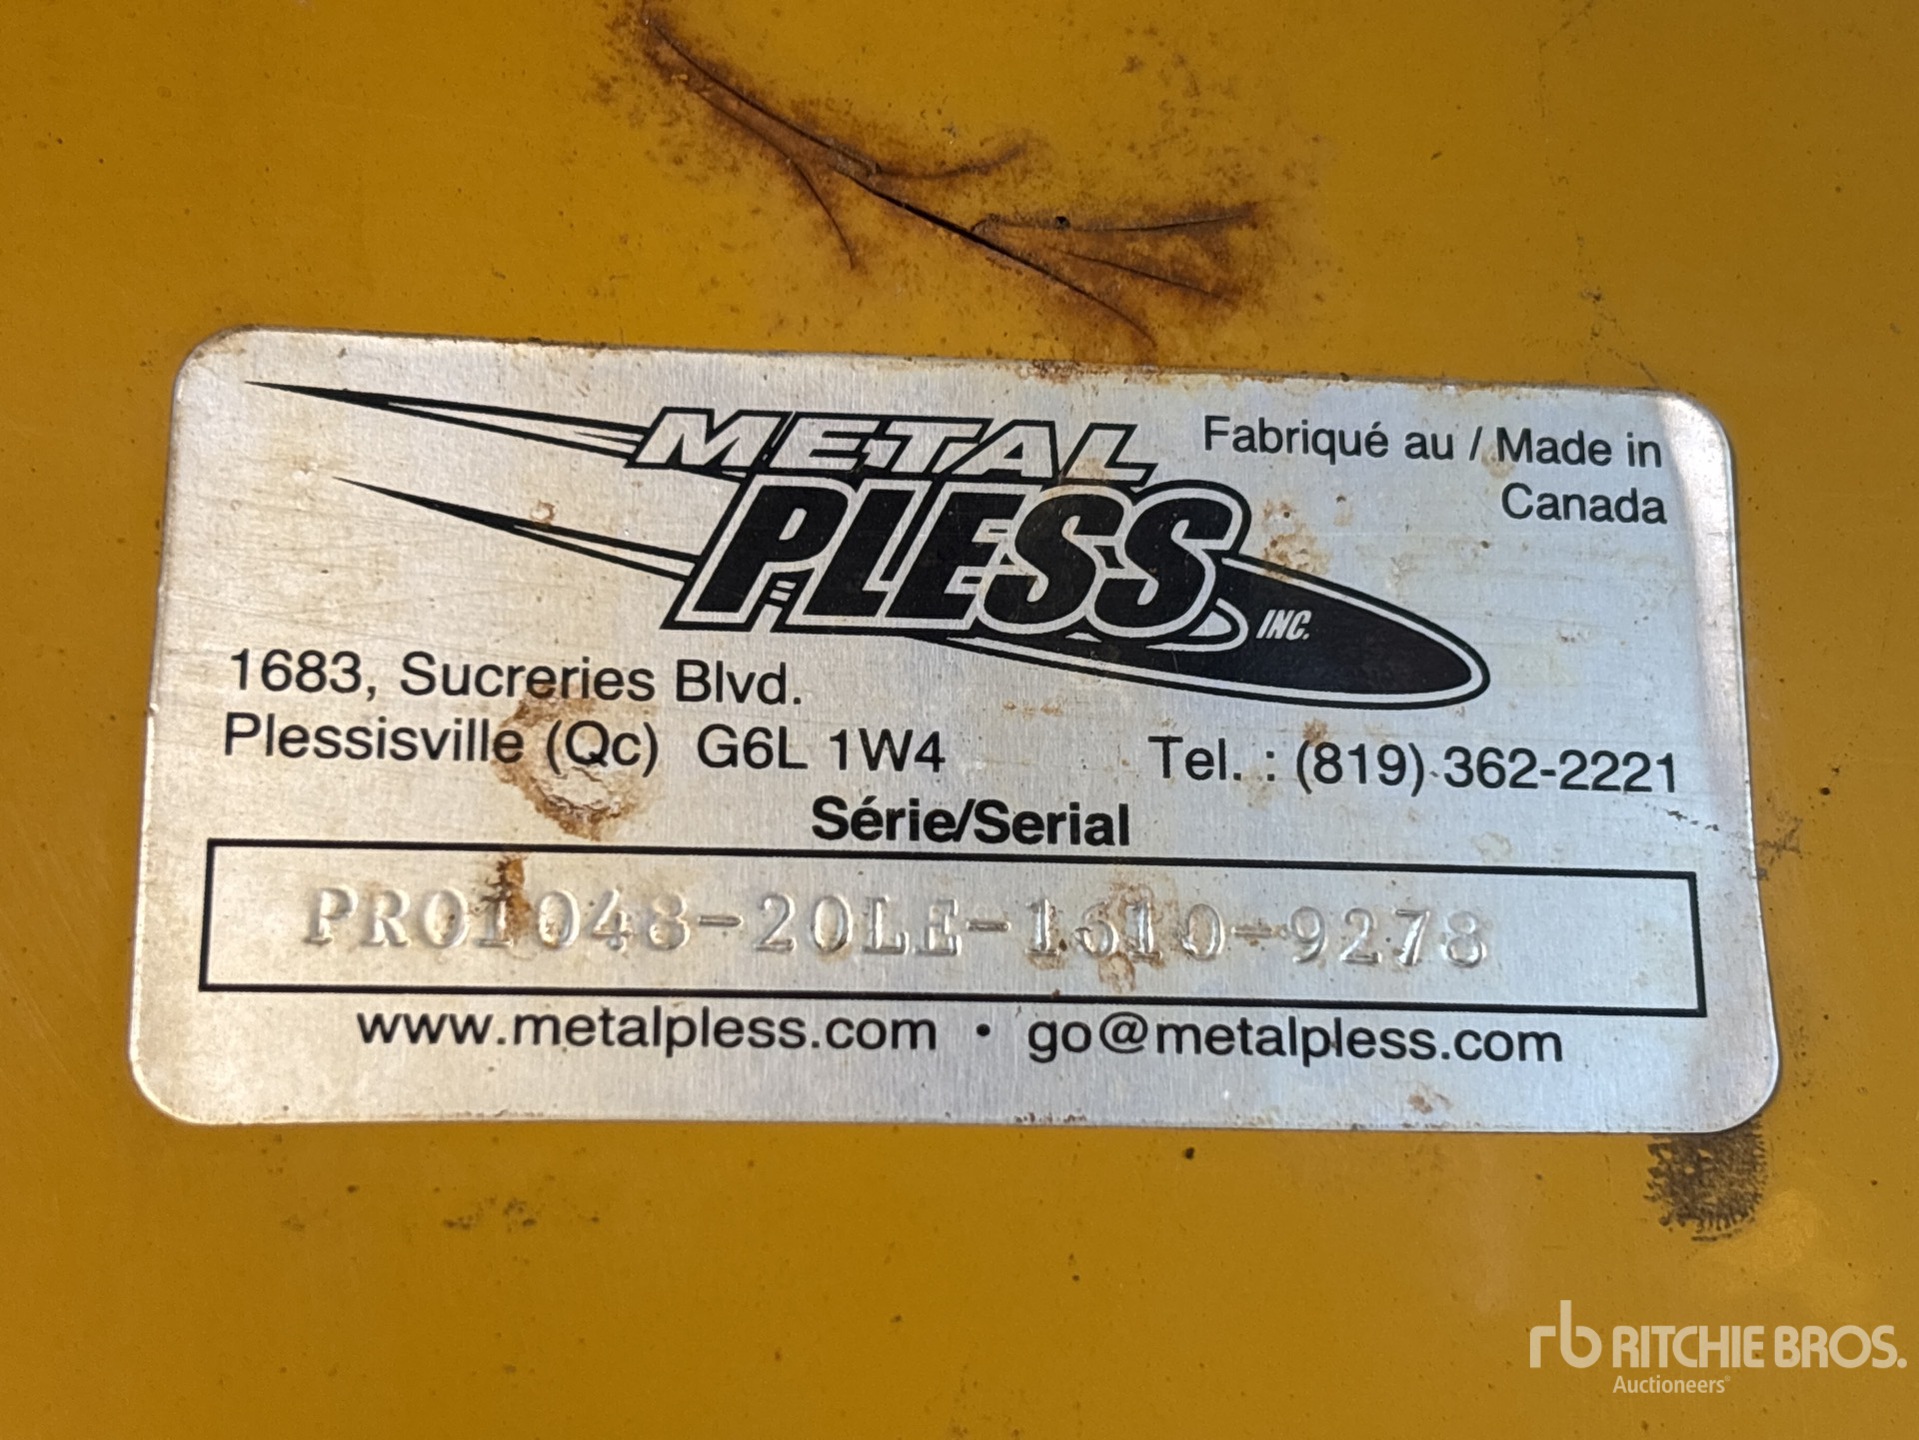 METAL
PLESS INC.
Fabriqué au / Made in
Canada
1683, Sucreries Blvd.
Plessisville (Qc) G6L 1W4
Tel. : (819) 362-2221
Série/Serial
PRO1048-20LE-1610-9278
www.metalpless.com • go@metalpless.com
rb RITCHIE BROS.
Auctioneers